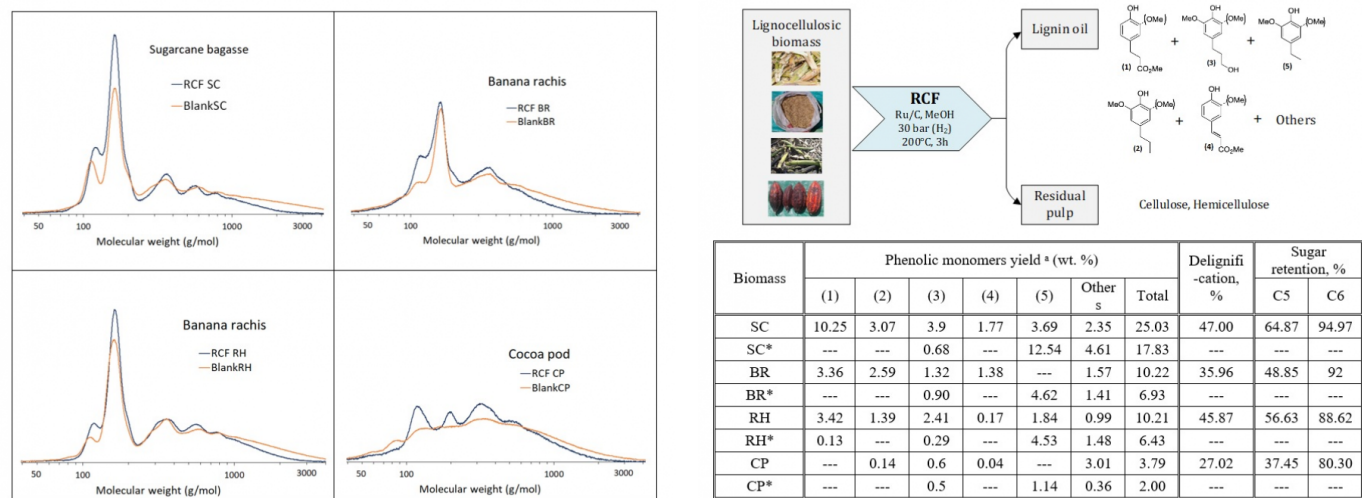 Sugarcane bagasse
RCF SC
BlankSC
50 100 1000 3000
Molecular weight (g/mol)
Banana rachis
RCF BR
BlankBR
50 100 1000 3000
Molecular weight (g/mol)
Banana rachis
RCF RH
BlankRH
100 1000 3000
Molecular weight (g/mol)
Cocoa pod
RCF CP
BlankCP
50 100 1000 3000
Molecular weight (g/mol)
Lignocellulosic
biomass
RCF
Ru/C, MeOH
30 bar (H2)
200°C, 3h
Lignin oil
OH
(OMe)
CO2Me
(1)
+
OH
MeO
(OMe)
OH
(3)
+
OH
MeO
(OMe)
(5)
OH
MeO
(OMe)
(2)
+
OH
(OMe)
CO2Me
(4)
+ Others
Residual
pulp
Cellulose, Hemicellulose
Biomass Phenolic monomers yield a (wt. %) Delignifi
-cation,
% Sugar
retention, %
(1) (2) (3) (4) (5) Other
s Total C5 C6
SC 10.25 3.07 3.9 1.77 3.69 2.35 25.03 47.00 64.87 94.97
SC* --- --- 0.68 --- 12.54 4.61 17.83 --- --- ---
BR 3.36 2.59 1.32 1.38 --- 1.57 10.22 35.96 48.85 92
BR* --- --- 0.90 --- 4.62 1.41 6.93 --- --- ---
RH 3.42 1.39 2.41 0.17 1.84 0.99 10.21 45.87 56.63 88.62
RH* 0.13 --- 0.29 --- 4.53 1.48 6.43 --- --- ---
CP --- 0.14 0.6 0.04 --- 3.01 3.79 27.02 37.45 80.30
CP* --- --- 0.5 --- 1.14 0.36 2.00 --- --- ---